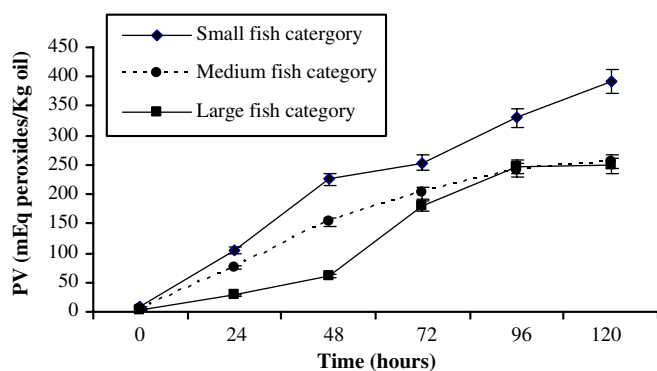 Small fish catergory
Medium fish category
Large fish category
PV (mEq peroxides/Kg oil)
450
400
350
300
250
200
150
100
50
0
0 24 48 72 96 120
Time (hours)